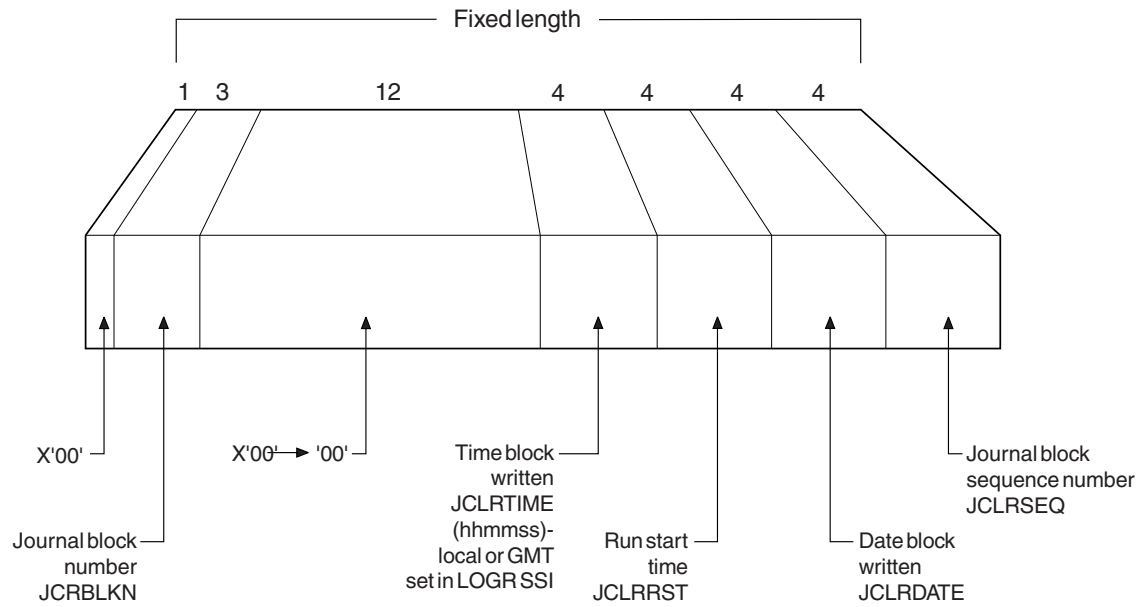 Fixed length
1 3 12 4 4 4 4
X'00'
X'00' '00'
Time block
written
JCLRTIME
(hhmmss)-
local or GMT
set in LOGR SSI
Journal block
sequence number
JCLRSEQ
Journal block
number
JCRBLKN
Run start
time
JCLRRST
Date block
written
JCLRDATE